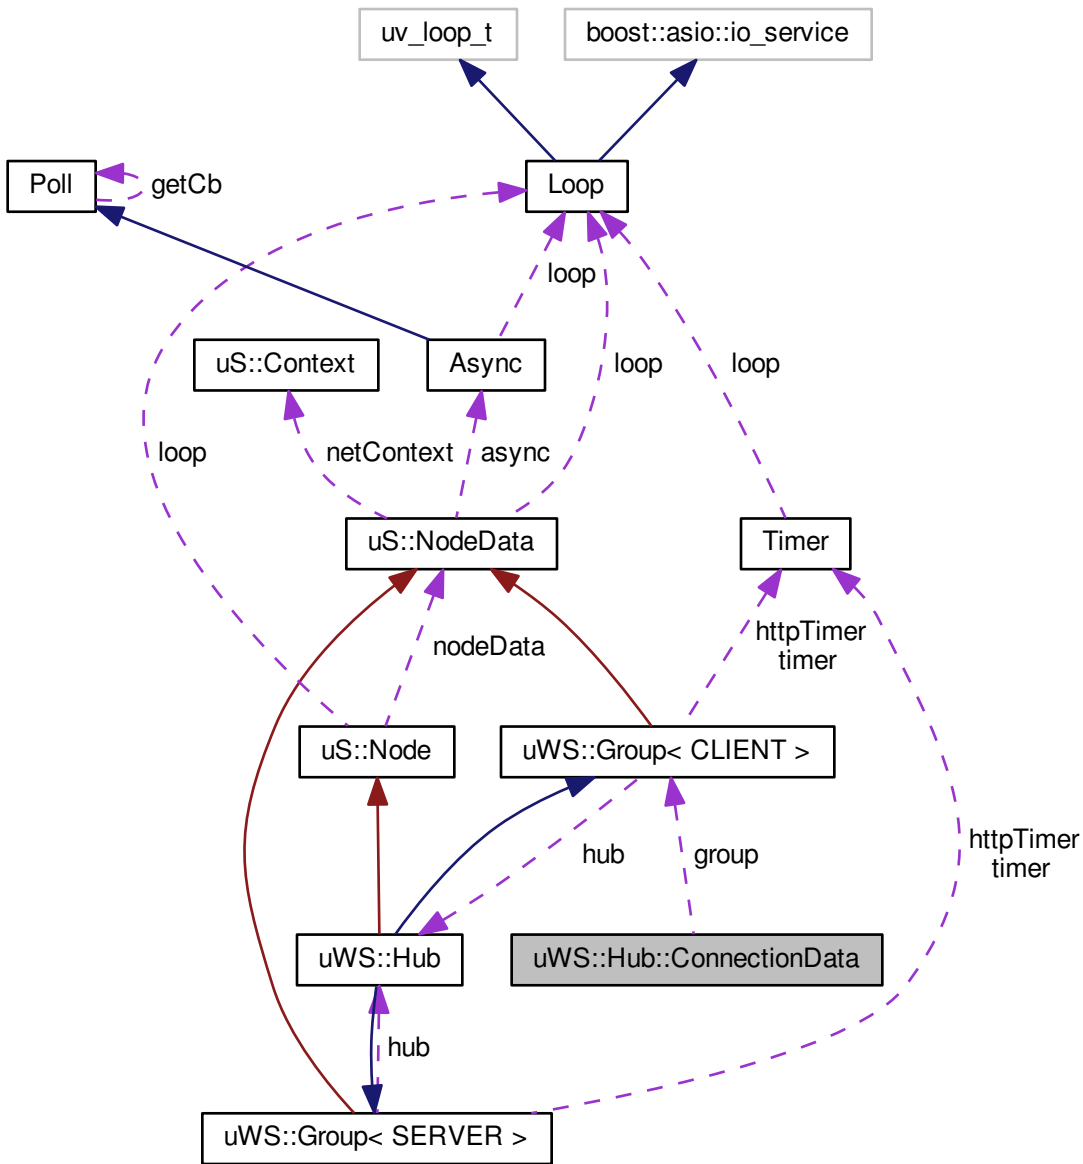 uv_loop_t
boost::asio::io_service
Poll
getCb
Loop
loop
uS::Context
Async
loop
loop
loop
netContext
async
uS::NodeData
Timer
httpTimer
timer
nodeData
uS::Node
uWS::Group< CLIENT >
httpTimer
timer
hub
group
uWS::Hub
uWS::Hub::ConnectionData
hub
uWS::Group< SERVER >